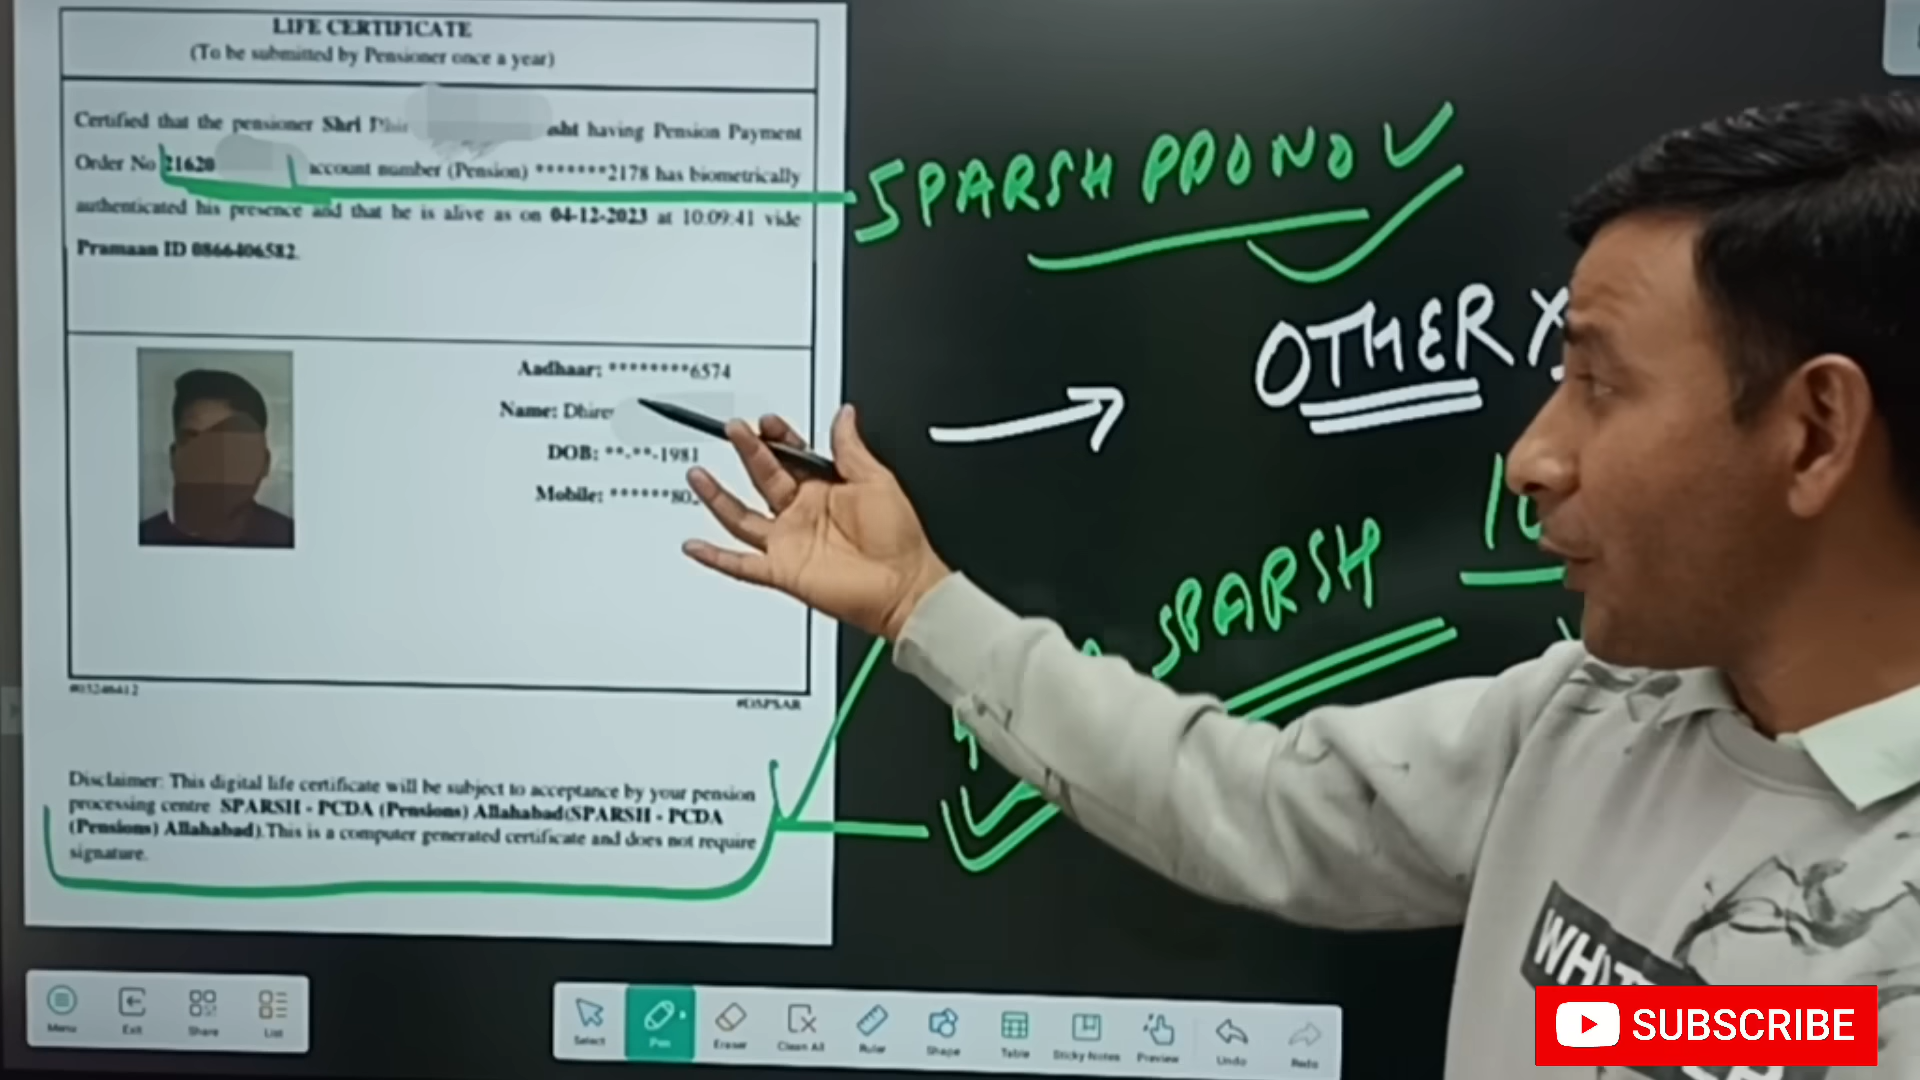 LIFE CERTIFICATE
(To be submitted by Pensioner once a year)
Certified that the pensioner Shri Dhir sht having Pension Payment
Order No 21620 account number (Pension) *******2178 has biometrically
authenticated his presence and that he is alive as on 04-12-2023 at 10:09:41 vide
Pramaan ID 0866406582.
Aadhaar: ********6574
Name: Dhire
DOB: **-**-1981
Mobile: ******80
#DSPSAR
Disclaimer: This digital life certificate will be subject to acceptance by your pension
processing centre SPARSH - PCDA (Pensions) Allahabad(SPARSH - PCDA
(Pensions) Allahabad).This is a computer generated certificate and does not require
signature.
SPARSH PPO NO
OTHER X
SPARSH
WHIT
Menu
Exit
Share
List
Select
Pen
Eraser
Clean All
Ruler
Shape
Table
Sticky Notes
Preview
Undo
Redo
SUBSCRIBE